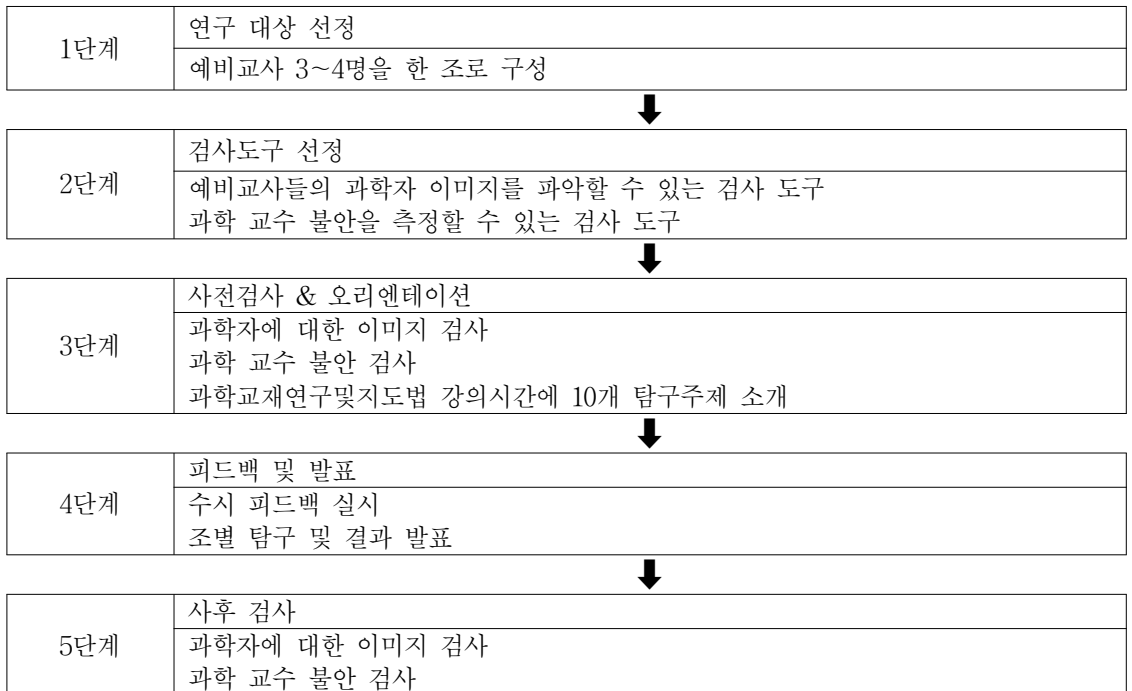 1단계
연구 대상 선정
예비교사 3~4명을 한 조로 구성
2단계
검사도구 선정
예비교사들의 과학자 이미지를 파악할 수 있는 검사 도구
과학 교수 불안을 측정할 수 있는 검사 도구
3단계
사전검사 & 오리엔테이션
과학자에 대한 이미지 검사
과학 교수 불안 검사
과학교재연구및지도법 강의시간에 10개 탐구주제 소개
4단계
피드백 및 발표
수시 피드백 실시
조별 탐구 및 결과 발표
5단계
사후 검사
과학자에 대한 이미지 검사
과학 교수 불안 검사